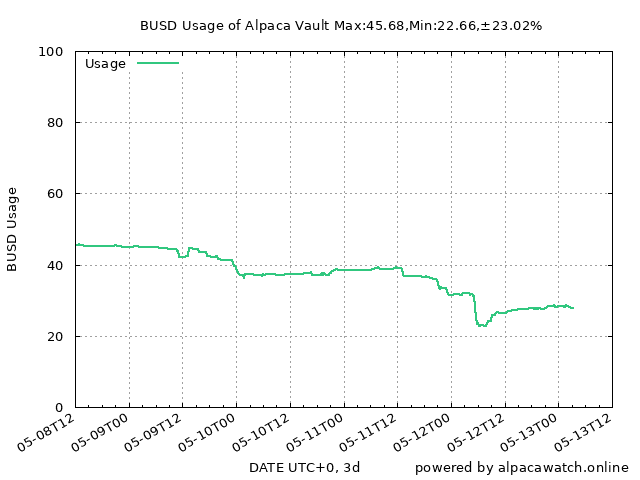 BUSD Usage of Alpaca Vault Max:45.68,Min:22.66,±23.02%
100
Usage
80
60
BUSD Usage
40
20
0
05-08T12
05-09T00
05-09T12
05-10T00
05-10T12
05-11T00
05-11T12
05-12T00
05-12T12
05-13T00
05-13T12
DATE UTC+0, 3d
powered by alpacawatch.online